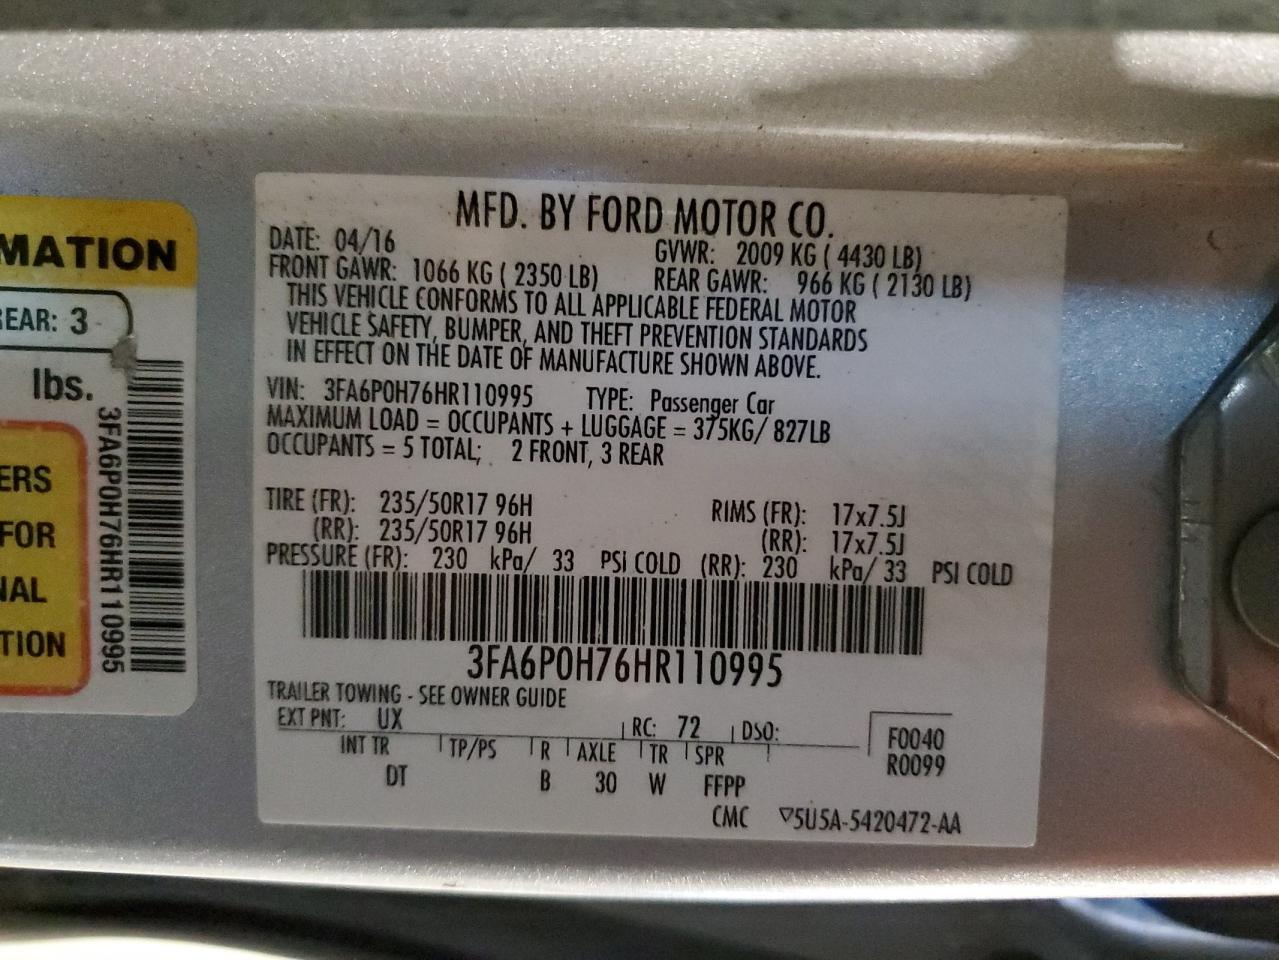 MFD. BY FORD MOTOR CO.
DATE: 04/16 GVWR: 2009 KG ( 4430 LB)
FRONT GAWR: 1066 KG ( 2350 LB) REAR GAWR: 966 KG ( 2130 LB)
THIS VEHICLE CONFORMS TO ALL APPLICABLE FEDERAL MOTOR
VEHICLE SAFETY, BUMPER, AND THEFT PREVENTION STANDARDS
IN EFFECT ON THE DATE OF MANUFACTURE SHOWN ABOVE.
VIN: 3FA6P0H76HR110995 TYPE: Passenger Car
MAXIMUM LOAD = OCCUPANTS + LUGGAGE = 375KG/ 827LB
OCCUPANTS = 5 TOTAL; 2 FRONT, 3 REAR
TIRE (FR): 235/50R17 96H RIMS (FR): 17x7.5J
(RR): 235/50R17 96H (RR): 17x7.5J
PRESSURE (FR): 230 kPa/ 33 PSI COLD (RR): 230 kPa/ 33 PSI COLD
3FA6P0H76HR110995
TRAILER TOWING - SEE OWNER GUIDE
EXT PNT: UX RC: 72 DSO: F0040
INT TR TP/PS R AXLE TR SPR R0099
DT B 30 W FFPP
CMC ▽5U5A-5420472-AA
MATION
EAR: 3
lbs.
3FA6P0H76HR110995
ERS
FOR
NAL
TION